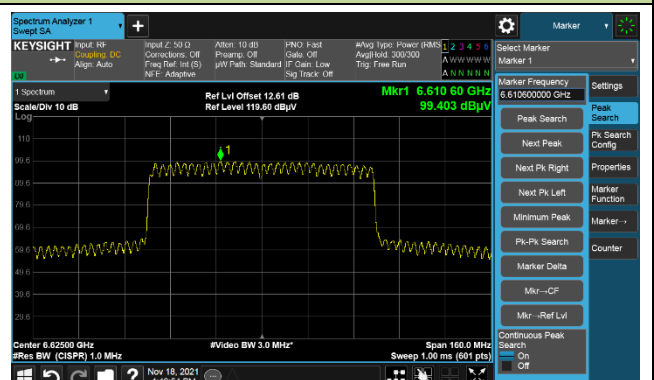 Spectrum Analyzer 1
Swept SA
+
Marker
KEYSIGHT
Input: RF
Coupling: DC
Align: Auto
Input Z: 50 Ω
Corrections: Off
Freq Ref: Int (S)
NFE: Adaptive
Atten: 10 dB
Preamp: Off
µW Path: Standard
PNO: Fast
Gate: Off
IF Gain: Low
Sig Track: Off
#Avg Type: Power (RMS)
Avg|Hold: 300/300
Trig: Free Run
1 2 3 4 5 6
A W W W W W
A N N N N N
Select Marker
Marker 1
LVI
1 Spectrum
Scale/Div 10 dB
Ref Lvl Offset 12.61 dB
Ref Level 119.60 dBµV
Mkr1 6.610 60 GHz
99.403 dBµV
Log
110
99.6
89.6
79.6
69.6
59.6
49.6
39.6
29.6
1
Center 6.62500 GHz
#Res BW (CISPR) 1.0 MHz
#Video BW 3.0 MHz*
Span 160.0 MHz
Sweep 1.00 ms (601 pts)
Marker Frequency
6.610600000 GHz
Peak Search
Next Peak
Next Pk Right
Next Pk Left
Minimum Peak
Pk-Pk Search
Marker Delta
Mkr→CF
Mkr→Ref Lvl
Continuous Peak
Search
On
Off
Settings
Peak
Search
Pk Search
Config
Properties
Marker
Function
Marker→
Counter
?
Nov 18, 2021